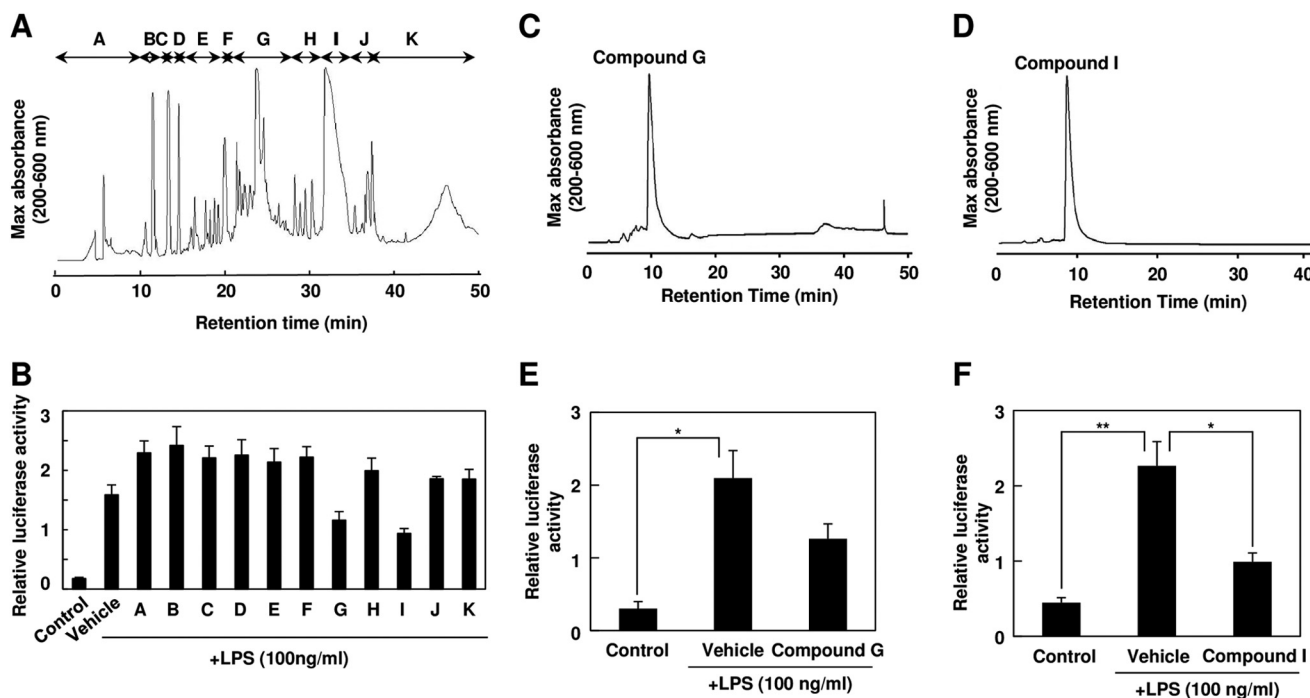 A
A B C D E F G H I J K
Max absorbance
(200-600 nm)
0 10 20 30 40 50
Retention time (min)
B
Relative luciferase activity
3
2
1
0
Control Vehicle A B C D E F G H I J K
+LPS (100ng/ml)
C
Compound G
Max absorbance
(200-600 nm)
0 10 20 30 40 50
Retention Time (min)
D
Compound I
Max absorbance
(200-600 nm)
0 10 20 30 40
Retention Time (min)
E
Relative luciferase
activity
3
2
1
0
*
Control Vehicle Compound G
+LPS (100 ng/ml)
F
Relative luciferase
activity
3
2
1
0
** *
Control Vehicle Compound I
+LPS (100 ng/ml)